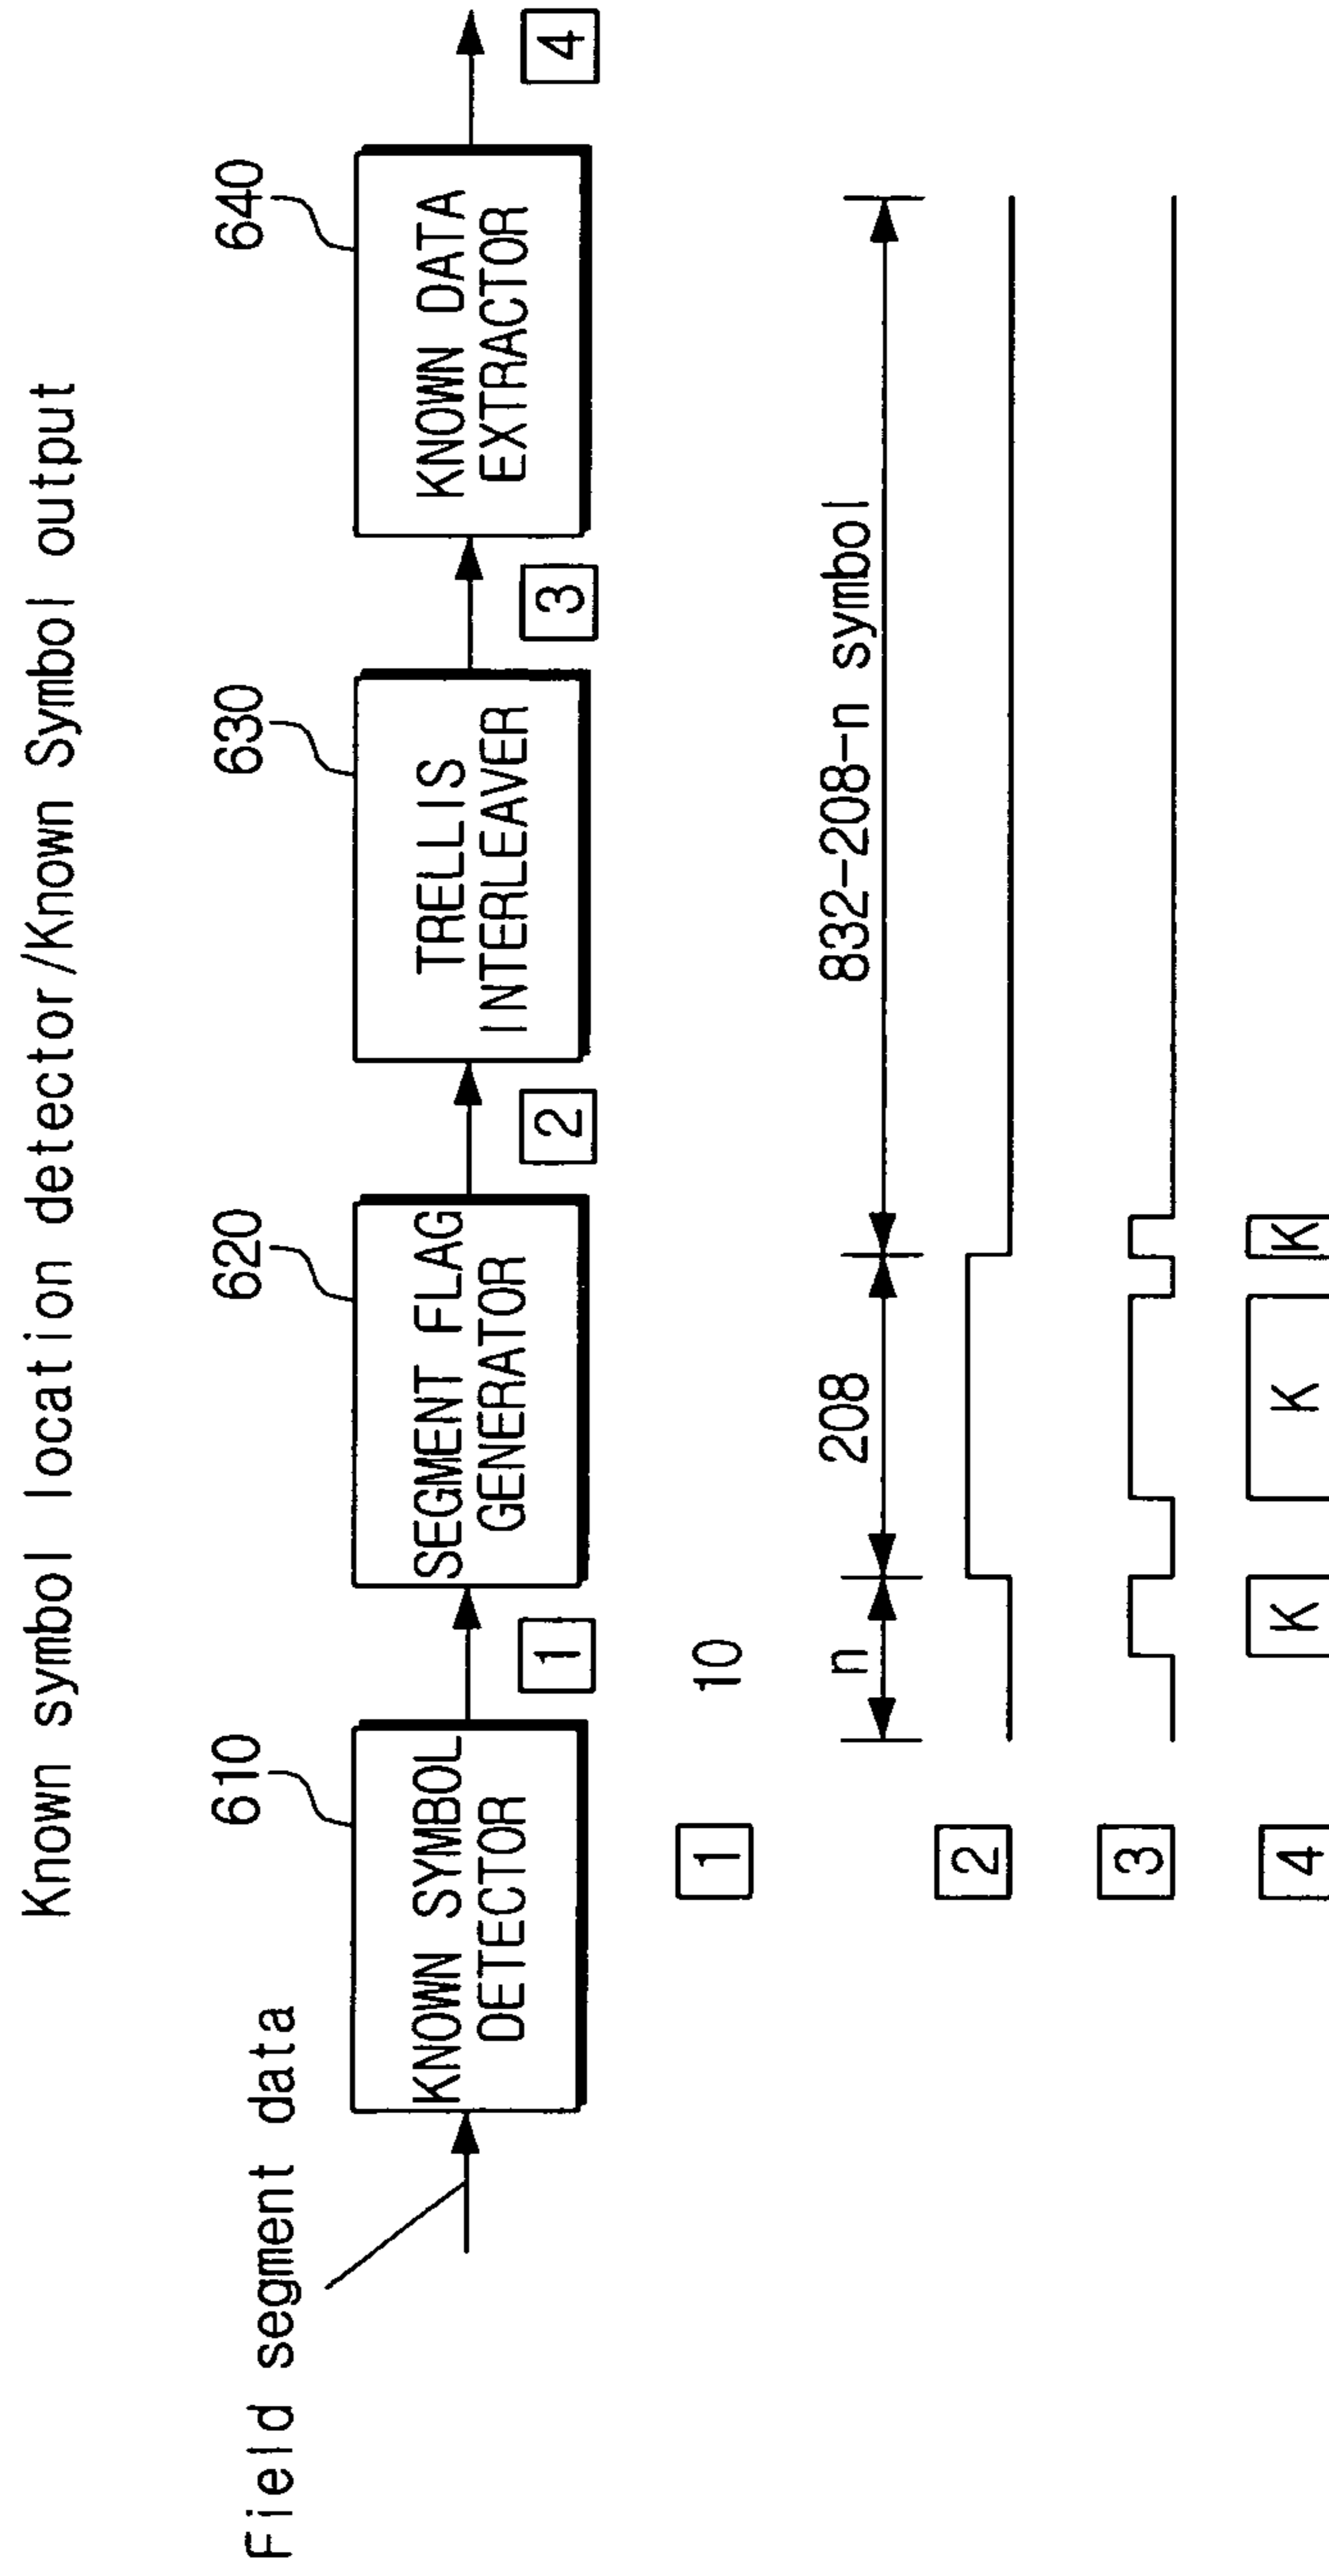 Known symbol location detector/Known Symbol output
Field segment data
610
620
630
640
KNOWN SYMBOL
DETECTOR
SEGMENT FLAG
GENERATOR
TRELLIS
INTERLEAVER
KNOWN DATA
EXTRACTOR
1
2
3
4
1
10
n
208
832-208-n symbol
2
3
4
K
K
K